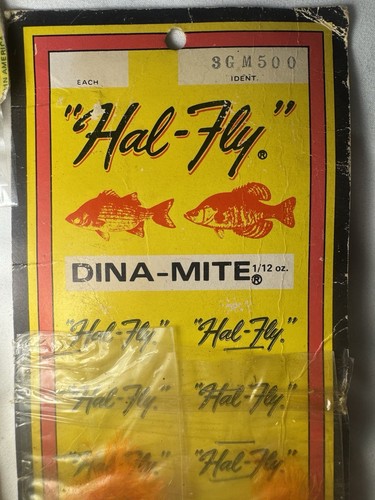 3GM500
EACH
IDENT.
"Hal-Fly."®
DINA-MITE® 1/12 oz.
"Hal-Fly." "Hal-Fly."
"Hal-Fly." "Hal-Fly."
"Hal-Fly." "Hal-Fly."
N AMERIC